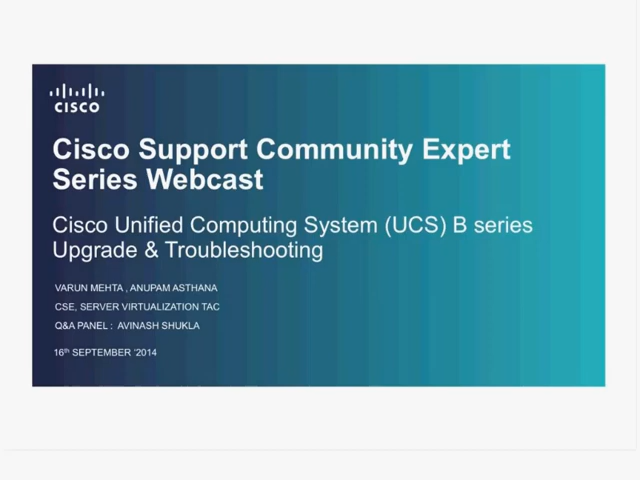 CISCO
Cisco Support Community Expert
Series Webcast
Cisco Unified Computing System (UCS) B series
Upgrade & Troubleshooting
VARUN MEHTA , ANUPAM ASTHANA
CSE, SERVER VIRTUALIZATION TAC
Q&A PANEL : AVINASH SHUKLA
16th SEPTEMBER '2014